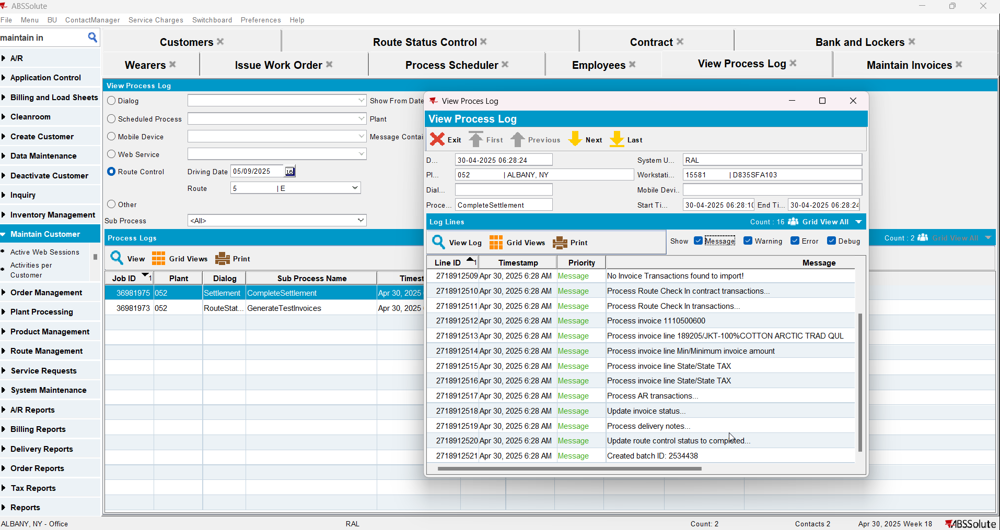 ABSSolute
File Menu BU ContactManager Service Charges Switchboard Preferences Help
maintain in
Customers
Route Status Control
Contract
Bank and Lockers
Wearers
Issue Work Order
Process Scheduler
Employees
View Process Log
Maintain Invoices
A/R
Application Control
Billing and Load Sheets
Cleanroom
Create Customer
Data Maintenance
Deactivate Customer
Inquiry
Inventory Management
Maintain Customer
Active Web Sessions
Activities per
Customer
Order Management
Plant Processing
Product Management
Route Management
Service Requests
System Maintenance
A/R Reports
Billing Reports
Delivery Reports
Order Reports
Tax Reports
Reports
View Process Log
Dialog
Show From Date
Scheduled Process
Plant
Mobile Device
Message Contai
Web Service
Route Control
Driving Date 05/09/2025 16
Route 5 | E
Other
Sub Process <All>
Process Logs
Count : 2 Grid View All
View Grid Views Print
Job ID 1 Plant Dialog Sub Process Name Timest
36981975 052 Settlement CompleteSettlement Apr 30, 2025
36981973 052 RouteStat... GenerateTestInvoices Apr 30, 2025
View Proces Log
View Process Log
Exit First Previous Next Last
D... 30-04-2025 06:28:24 System U... RAL
Pl... 052 | ALBANY, NY Workstati... 15581 | D835SFA103
Dial... Mobile Devi..
Proce... CompleteSettlement Start Ti... 30-04-2025 06:28:10 End Ti... 30-04-2025 06:28:24
Log Lines Count : 16 Grid View All
View Log Grid Views Print Show Message Warning Error Debug
Line ID 1 Timestamp Priority Message
2718912509 Apr 30, 2025 6:28 AM Message No Invoice Transactions found to import!
2718912510 Apr 30, 2025 6:28 AM Message Process Route Check In contract transactions...
2718912511 Apr 30, 2025 6:28 AM Message Process Route Check In transactions...
2718912512 Apr 30, 2025 6:28 AM Message Process invoice 1110500600
2718912513 Apr 30, 2025 6:28 AM Message Process invoice line 189205/JKT-100%COTTON ARCTIC TRAD QUL
2718912514 Apr 30, 2025 6:28 AM Message Process invoice line Min/Minimum invoice amount
2718912515 Apr 30, 2025 6:28 AM Message Process invoice line State/State TAX
2718912516 Apr 30, 2025 6:28 AM Message Process invoice line State/State TAX
2718912517 Apr 30, 2025 6:28 AM Message Process AR transactions...
2718912518 Apr 30, 2025 6:28 AM Message Update invoice status...
2718912519 Apr 30, 2025 6:28 AM Message Process delivery notes...
2718912520 Apr 30, 2025 6:28 AM Message Update route control status to completed...
2718912521 Apr 30, 2025 6:28 AM Message Created batch ID: 2534438
ALBANY, NY - Office RAL Count: 2 Contacts 2 Apr 30, 2025 Week 18 ABSSolute